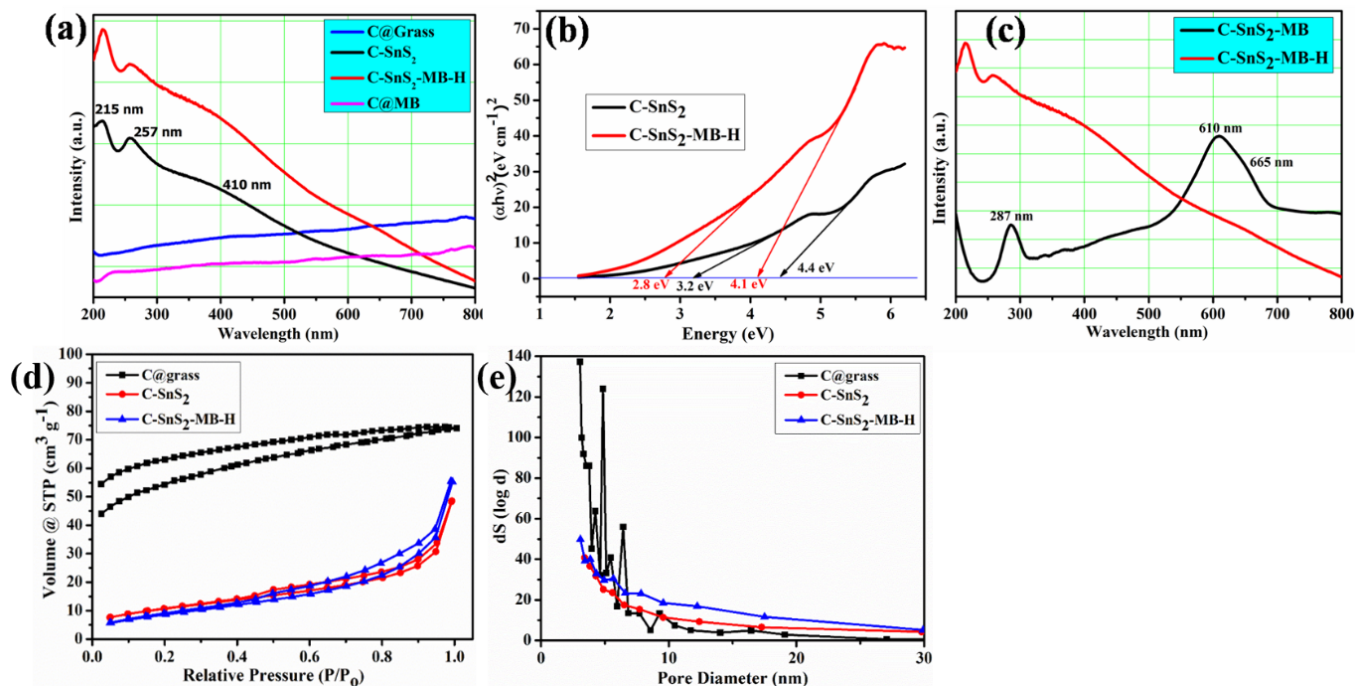 (a)
C@Grass
C-SnS2
C-SnS2-MB-H
C@MB
215 nm
257 nm
410 nm
Intensity (a.u.)
200 300 400 500 600 700 800
Wavelength (nm)
(b)
C-SnS2
C-SnS2-MB-H
(αhν)2 (eV cm-1)2
80
70
60
50
40
30
20
10
0
2.8 eV
3.2 eV
4.1 eV
4.4 eV
1 2 3 4 5 6
Energy (eV)
(c)
C-SnS2-MB
C-SnS2-MB-H
287 nm
610 nm
665 nm
Intensity (a.u.)
200 300 400 500 600 700 800
Wavelength (nm)
(d)
C@grass
C-SnS2
C-SnS2-MB-H
Volume @ STP (cm3 g-1)
100
90
80
70
60
50
40
30
20
10
0
0.0 0.2 0.4 0.6 0.8 1.0
Relative Pressure (P/Po)
(e)
C@grass
C-SnS2
C-SnS2-MB-H
dS (log d)
140
120
100
80
60
40
20
0
0 10 20 30
Pore Diameter (nm)